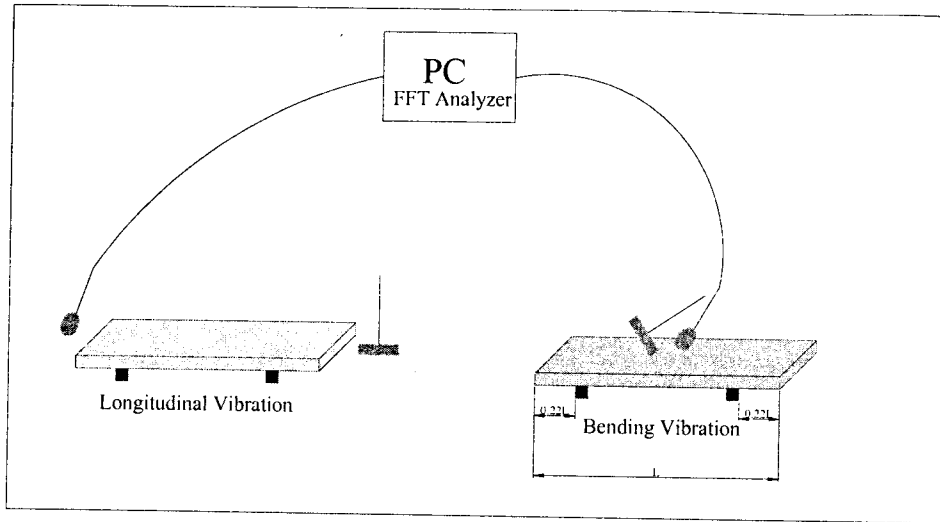 PC
FFT Analyzer
Longitudinal Vibration
0.22L
0.22L
Bending Vibration
L